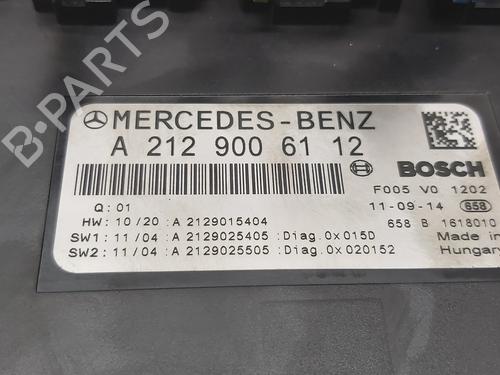 MERCEDES-BENZ
A 212 900 61 12
BOSCH
Q: 01
F005 V0 1202
11-09-14 658
HW: 10/20: A 2129015404
658 B 1618010
SW1: 11/04: A 2129025405: Diag.0x015D
Made in
SW2: 11/04: A 2129025505: Diag.0x020152
Hungary
B-PARTS